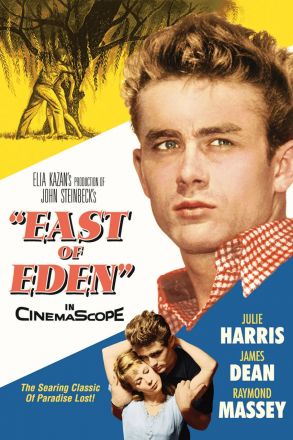 ELIA KAZAN'S
PRODUCTION OF
JOHN STEINBECK'S
"EAST
OF
EDEN"
IN
CINEMASCOPE
JULIE
HARRIS
JAMES
DEAN
RAYMOND
MASSEY
The Searing Classic
Of Paradise Lost!